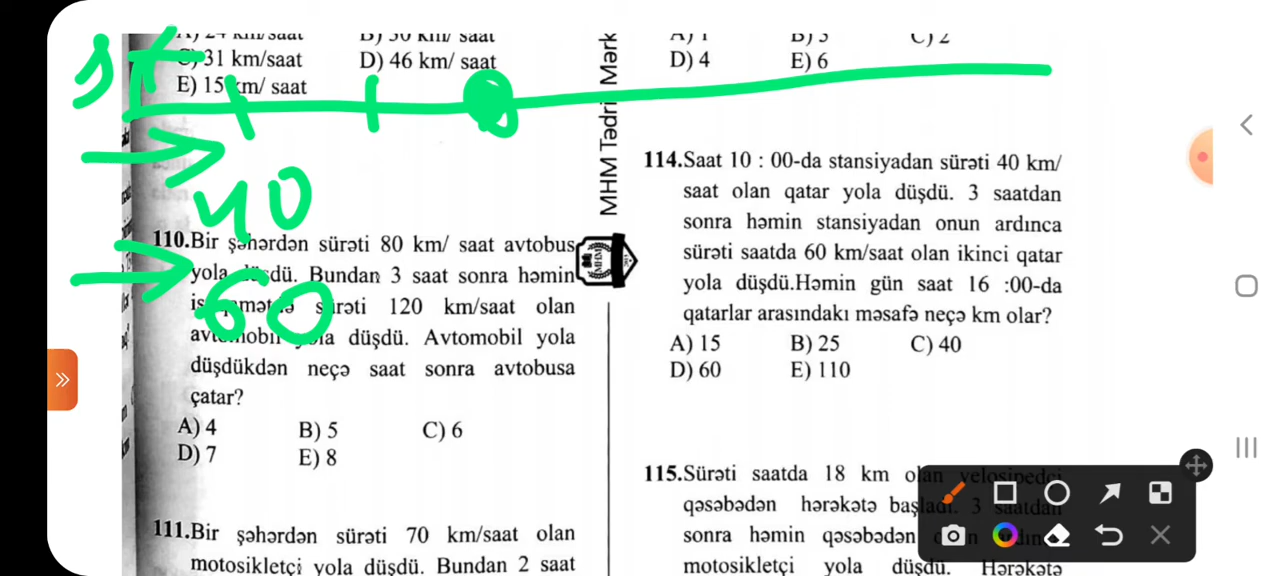 31 km/saat
D) 46 km/ saat
E) 15 km/ saat
40
60
110.Bir şəhərdən sürəti 80 km/ saat avtobus
yola düşdü. Bundan 3 saat sonra həmin
sürəti 120 km/saat olan
yola düşdü. Avtomobil yola
düşdükdən neçə saat sonra avtobusa
çatar?
A) 4 B) 5 C) 6
D) 7 E) 8
111.Bir şəhərdən sürəti 70 km/saat olan
motosikletçi yola düşdü. Bundan 2 saat
MHM Tədris Mərk
MHM
D) 4 E) 6
114.Saat 10 : 00-da stansiyadan sürəti 40 km/
saat olan qatar yola düşdü. 3 saatdan
sonra həmin stansiyadan onun ardınca
sürəti saatda 60 km/saat olan ikinci qatar
yola düşdü.Həmin gün saat 16 :00-da
qatarlar arasındakı məsafə neçə km olar?
A) 15 B) 25 C) 40
D) 60 E) 110
115.Sürəti saatda 18 km olan velosipedçi
qəsəbədən hərəkətə başladı. 3 saatdan
sonra həmin qəsəbədən
motosikletçi yola düşdü. Hərəkətə